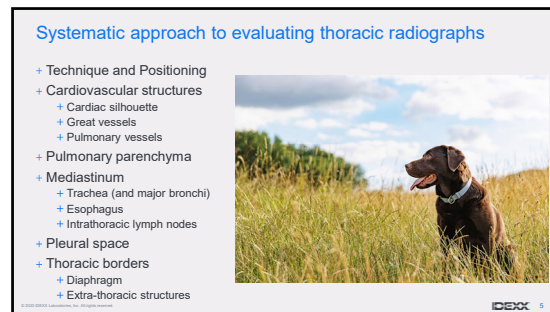 Systematic approach to evaluating thoracic radiographs
+ Technique and Positioning
+ Cardiovascular structures
+ Cardiac silhouette
+ Great vessels
+ Pulmonary vessels
+ Pulmonary parenchyma
+ Mediastinum
+ Trachea (and major bronchi)
+ Esophagus
+ Intrathoracic lymph nodes
+ Pleural space
+ Thoracic borders
+ Diaphragm
+ Extra-thoracic structures
IDEXX 5